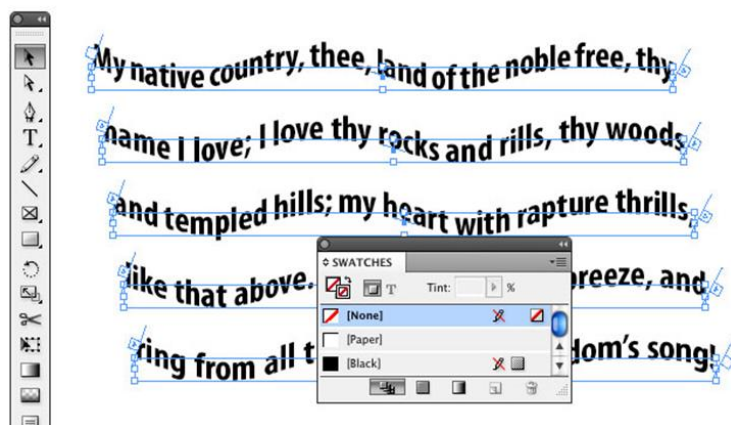 My native country, thee, land of the noble free, thy
name I love; I love thy rocks and rills, thy woods
and templed hills; my heart with rapture thrills,
like that above. breeze, and
ring from all t dom's song!
SWATCHES
T Tint: %
[None]
[Paper]
[Black]
T